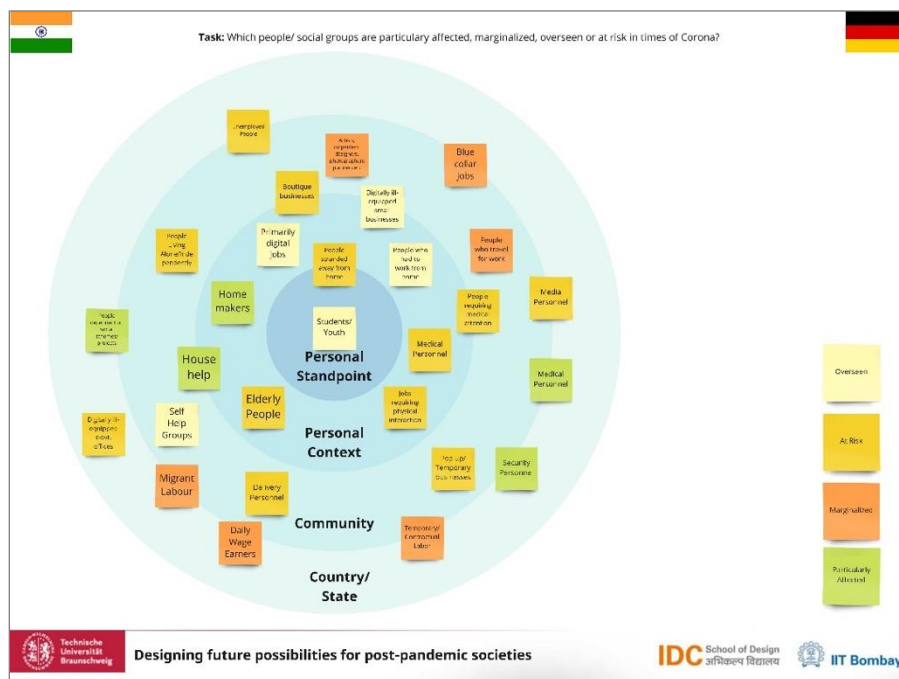 Task: Which people/ social groups are particulary affected, marginalized, overseen or at risk in times of Corona?
People
Blue
collar
jobs
Boutique
businesses
Digitally ill-
equipped
small
businesses
Primarily
digital
jobs
People
stranded
away from
home
People who
had to
work from
home
People
who travel
for work
People
Living
Home
makers
Students/
Youth
People
requiring
medical
attention
Media
Personnel
Medical
Personnel
Personal
Standpoint
House
help
Medical
Personnel
Overseen
Elderly
People
Jobs
requiring
physical
interaction
Self
Help
Groups
Digitally ill-
equipped
govt.
offices
Personal
Context
At Risk
Migrant
Labour
Delivery
Personnel
Pop up/
Temporary
businesses
Security
Community
Daily
Wage
Earners
Temporary/
Contractual
Labor
Marginalized
Country/
State
Particularly
Affected
Technische
Universität
Braunschweig
Designing future possibilities for post-pandemic societies
IDC School of Design
अभिकल्प विद्यालय
IIT Bombay